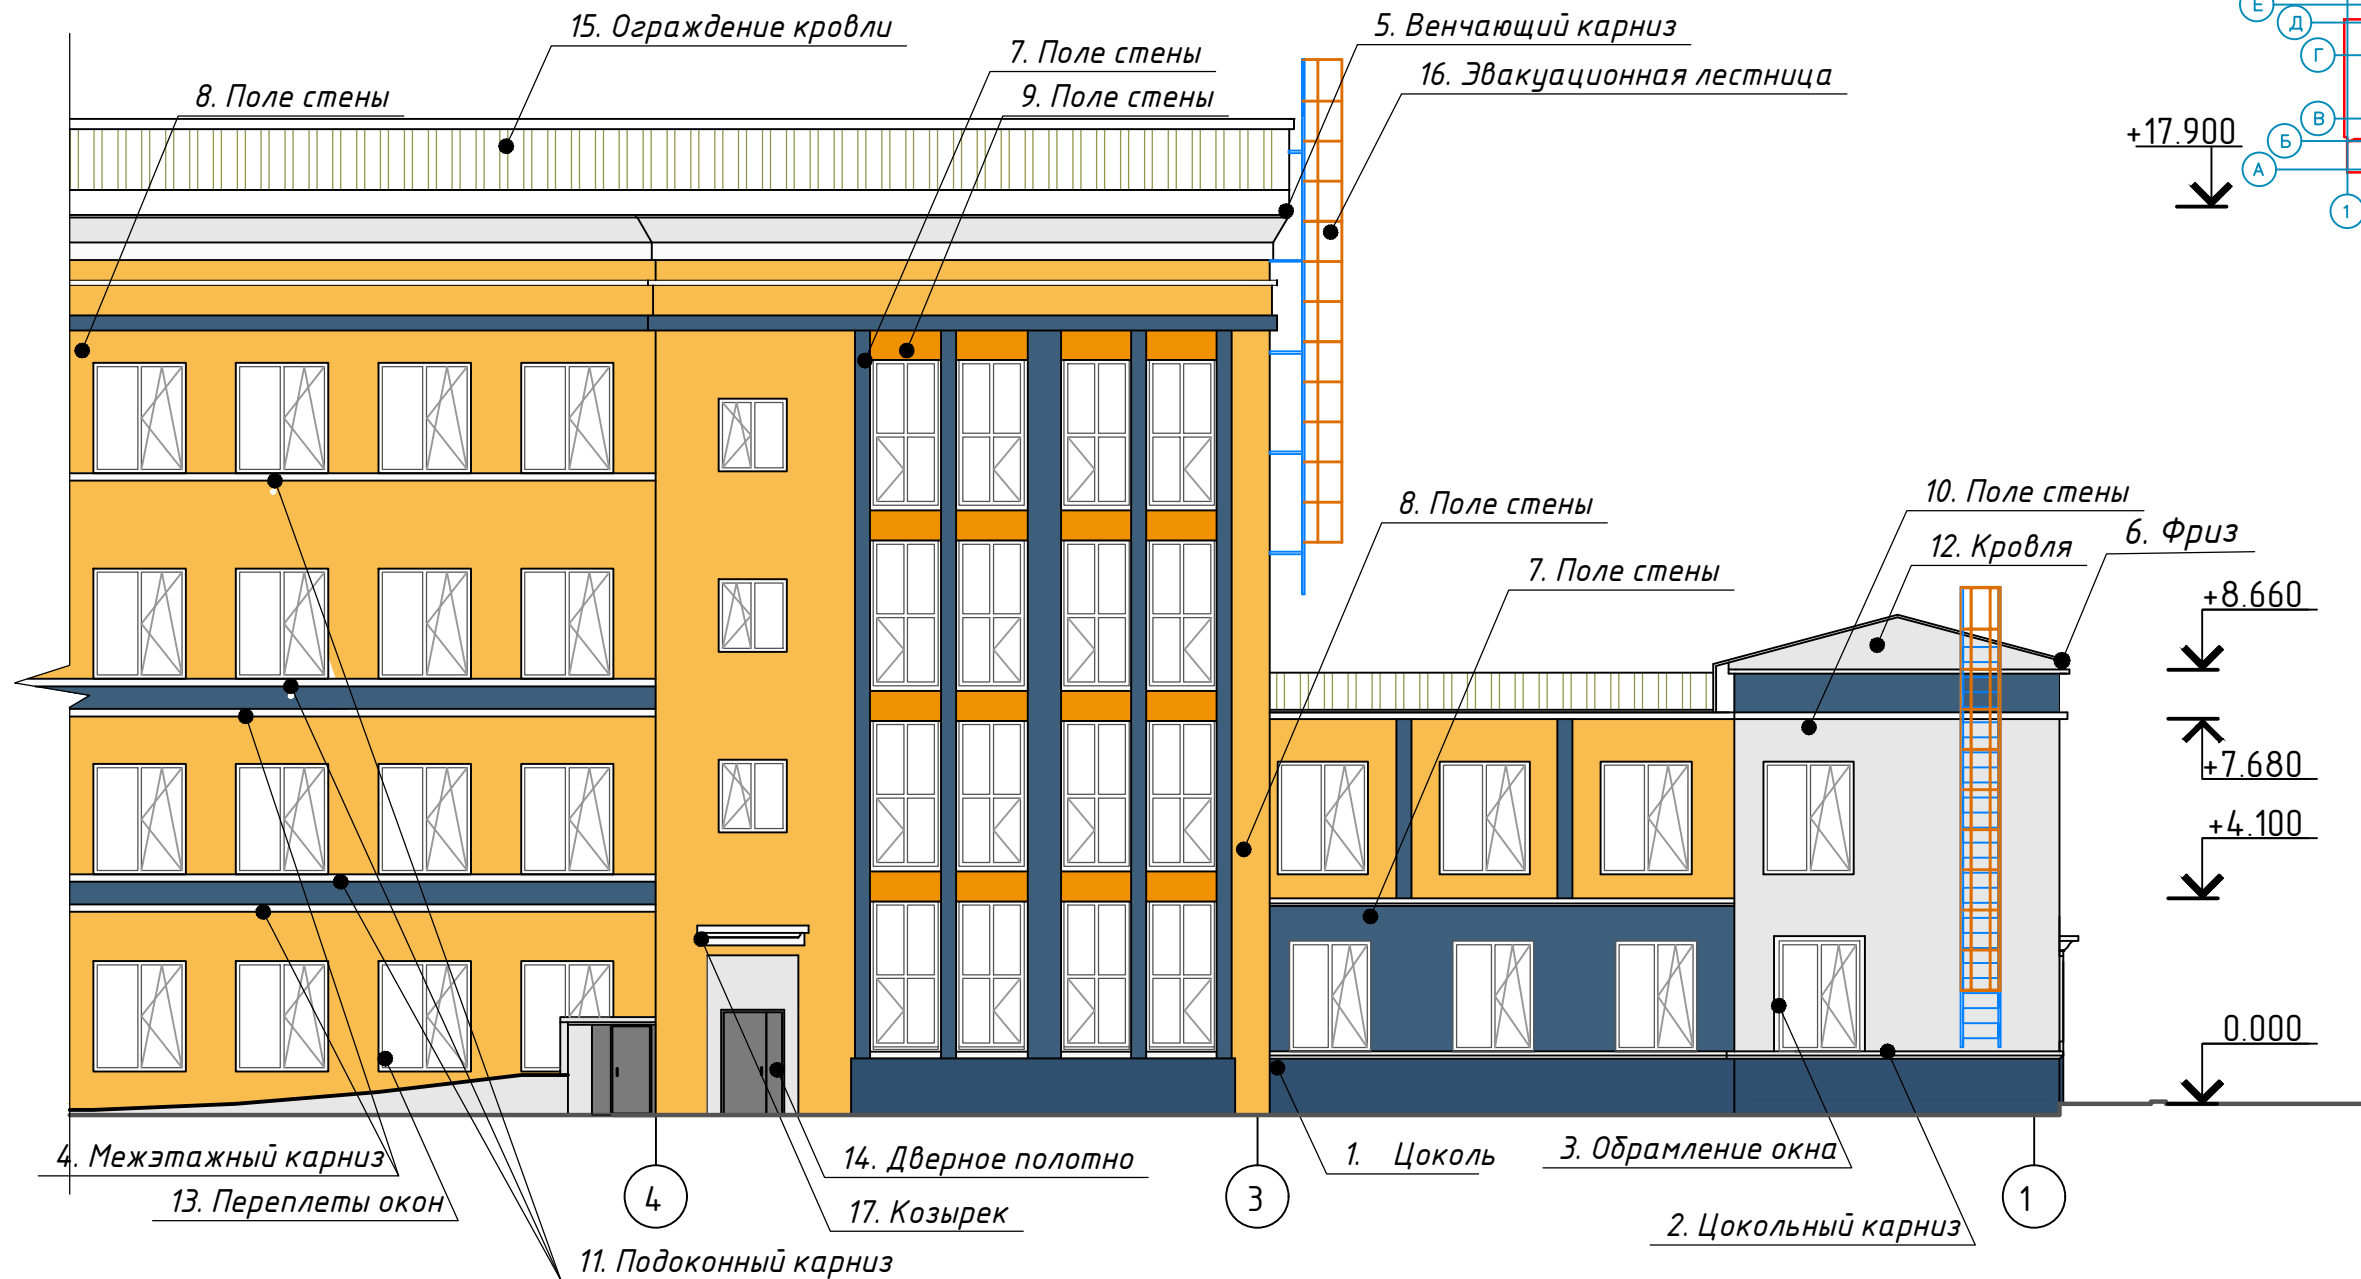 15. Ограждение кровли
5. Венчающий карниз
7. Поле стены
16. Эвакуационная лестница
8. Поле стены
9. Поле стены
Е
Д
Г
В
Б
А
1
+17.900
8. Поле стены
10. Поле стены
6. Фриз
12. Кровля
7. Поле стены
+8.660
+7.680
+4.100
0.000
4. Межэтажный карниз
14. Дверное полотно
1. Цоколь
3. Обрамление окна
13. Переплеты окон
4
3
1
17. Козырек
2. Цокольный карниз
11. Подоконный карниз